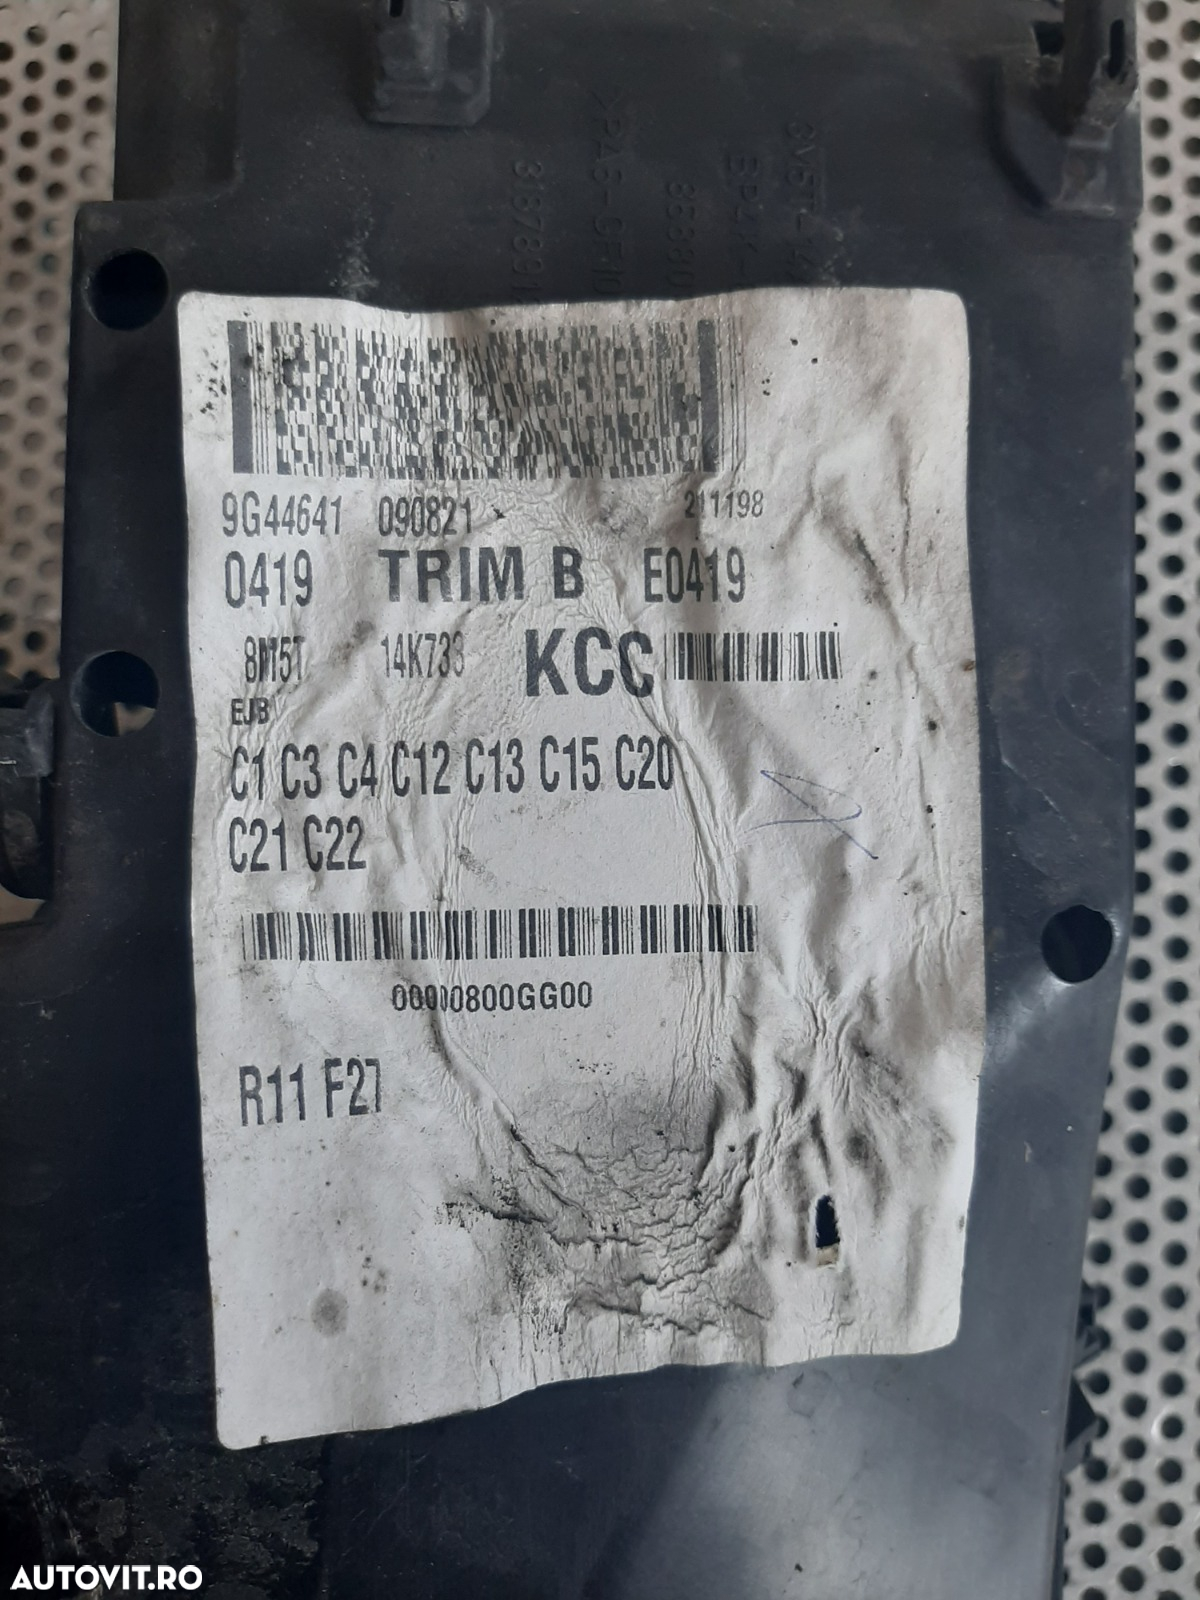 9G44641 090821 211198
0419 TRIM B E0419
8M5T 14K733 KCC
EJB
C1 C3 C4 C12 C13 C15 C20
C21 C22
00000800GG00
R11 F27
AUTOVIT.RO